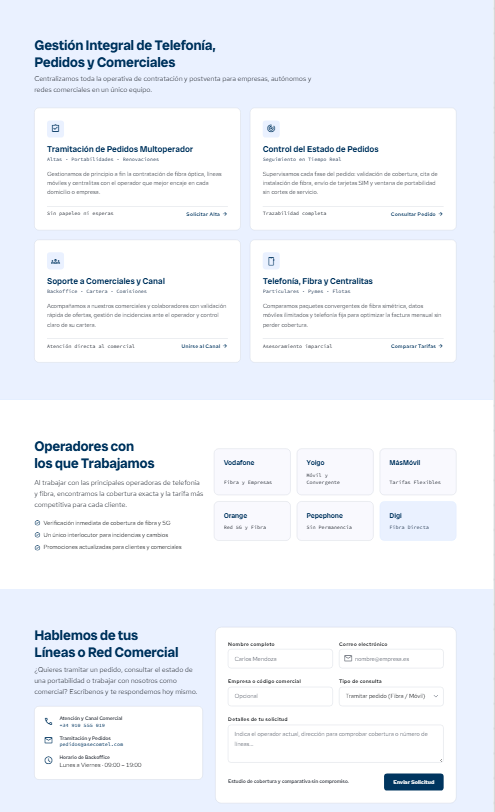 Gestión Integral de Telefonía,
Pedidos y Comerciales
Centralizamos toda la operativa de contratación y postventa para empresas, autónomos y
redes comerciales en un único equipo.
Tramitación de Pedidos Multoperador
Altas · Portabilidades · Renovaciones
Gestionamos de principio a fin la contratación de fibra óptica, líneas
móviles y centralitas con el operador que mejor encaje en cada
domicilio o empresa.
Sin papeleo ni esperas
Solicitar Alta →
Control del Estado de Pedidos
Seguimiento en Tiempo Real
Supervisamos cada fase del pedido: validación de cobertura, cita de
instalación de fibra, envío de tarjetas SIM y ventana de portabilidad
sin cortes de servicio.
Trazabilidad completa
Consultar Pedido →
Soporte a Comerciales y Canal
Backoffice · Cartera · Comisiones
Acompañamos a nuestros comerciales y colaboradores con validación
rápida de ofertas, gestión de incidencias ante el operador y control
claro de su cartera.
Atención directa al comercial
Unirse al Canal →
Telefonía, Fibra y Centralitas
Particulares · Pymes · Flotas
Comparamos paquetes convergentes de fibra simétrica, datos
móviles ilimitados y telefonía fija para optimizar la factura mensual sin
perder cobertura.
Asesoramiento imparcial
Comparar Tarifas →
Operadores con
los que Trabajamos
Al trabajar con las principales operadoras de telefonía
y fibra, encontramos la cobertura exacta y la tarifa más
competitiva para cada cliente.
Verificación inmediata de cobertura de fibra y 5G
Un único interlocutor para incidencias y cambios
Promociones actualizadas para clientes y comerciales
Vodafone
Fibra y Empresas
Yoigo
Móvil y
Convergente
MásMóvil
Tarifas Flexibles
Orange
Red 5G y Fibra
Pepephone
Sin Permanencia
Digi
Fibra Directa
Hablemos de tus
Líneas o Red Comercial
¿Quieres tramitar un pedido, consultar el estado de
una portabilidad o trabajar con nosotros como
comercial? Escríbenos y te respondemos hoy mismo.
Atención y Canal Comercial
Tramitación y Pedidos
Horario de Backoffice
Lunes a Viernes · 09:00 – 19:00
Nombre completo
Carlos Mendoza
Correo electrónico
nombre@empresa.es
Empresa o código comercial
Opcional
Tipo de consulta
Tramitar pedido (Fibra / Móvil)
Detalles de tu solicitud
Indica el operador actual, dirección para comprobar cobertura o número de
líneas...
Estudio de cobertura y comparativa sin compromiso.
Enviar Solicitud